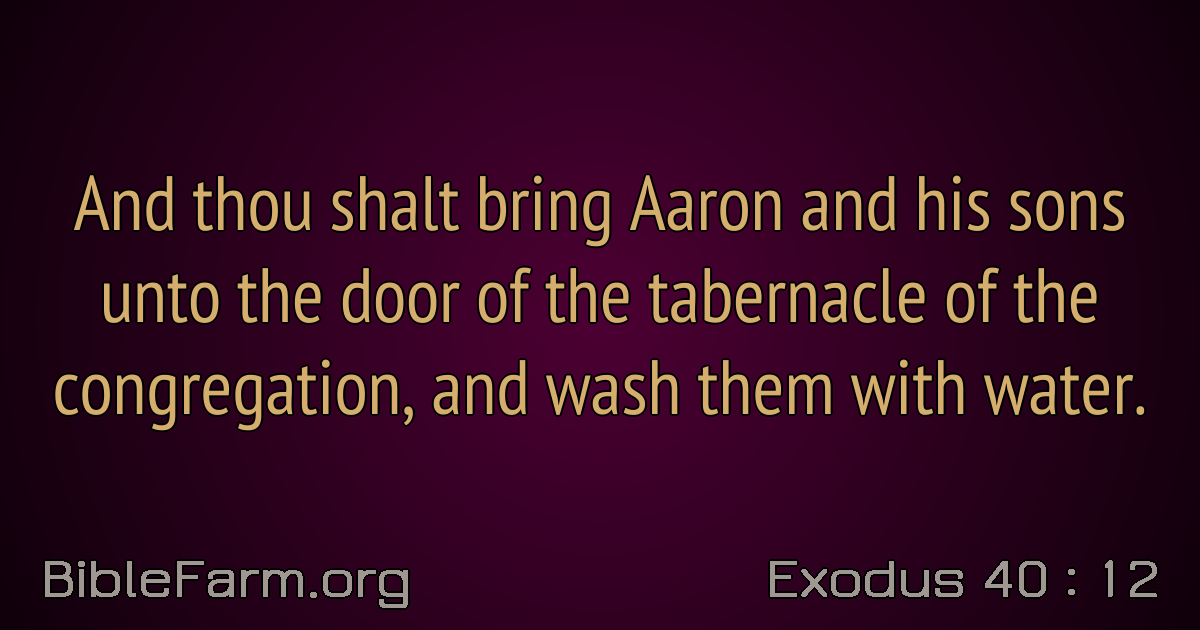 And thou shalt bring Aaron and his sons
unto the door of the tabernacle of the
congregation, and wash them with water.
BibleFarm.org
Exodus 40 : 12